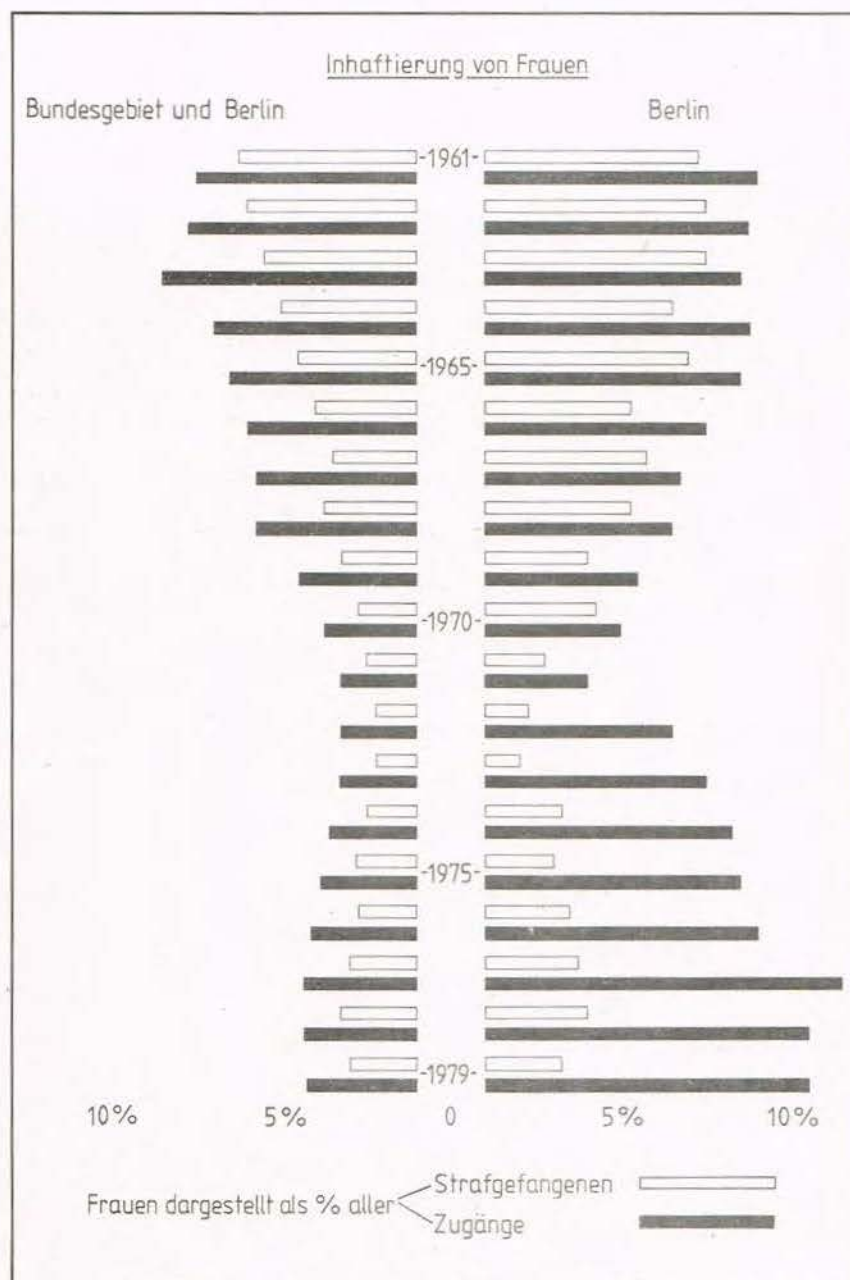 Inhaftierung von Frauen
Bundesgebiet und Berlin Berlin
-1961-
-1965-
-1970-
-1975-
-1979-
10% 5% 0 5% 10%
Frauen dargestellt als % aller
Strafgefangenen
Zugänge